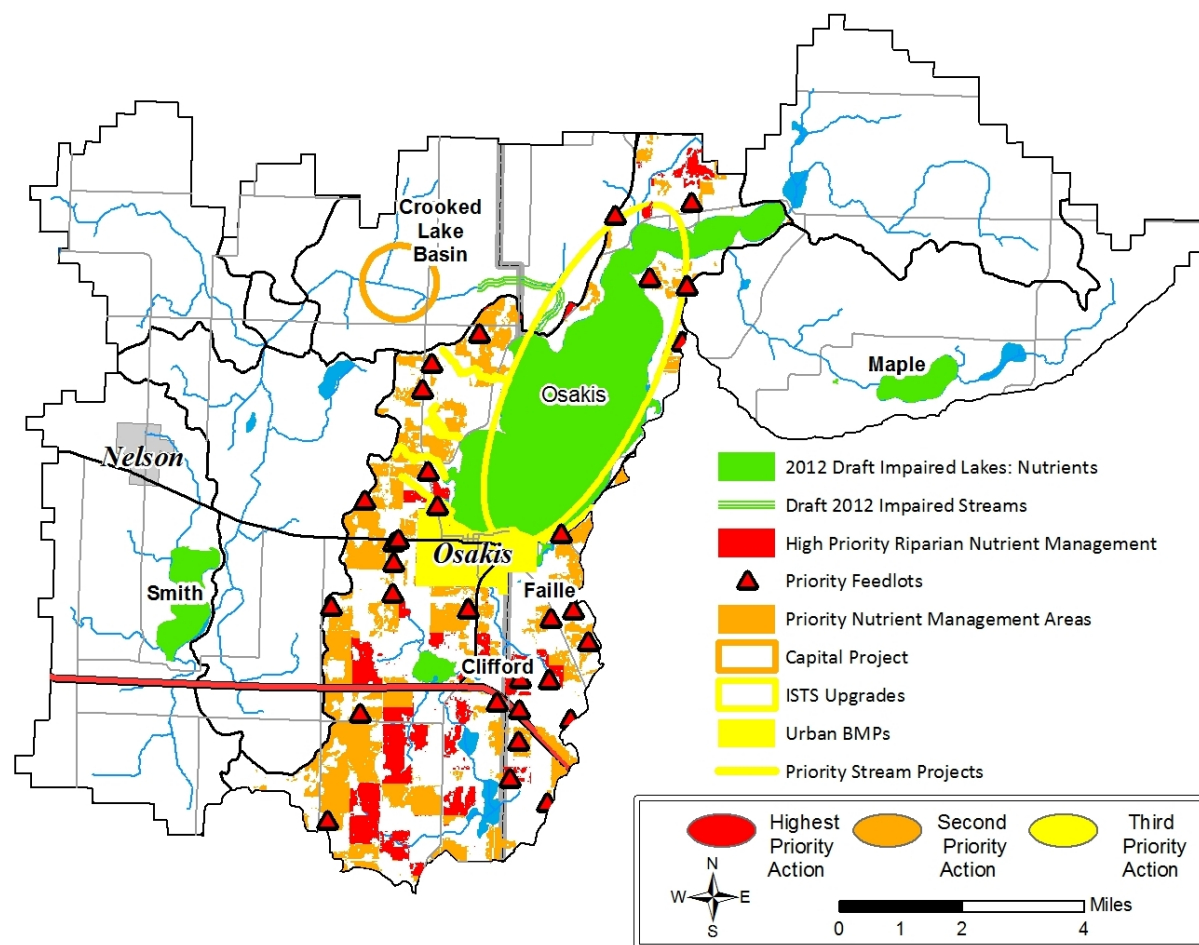 Crooked
Lake
Basin
Maple
Osakis
Nelson
Osakis
Smith
Faille
Clifford
2012 Draft Impaired Lakes: Nutrients
Draft 2012 Impaired Streams
High Priority Riparian Nutrient Management
Priority Feedlots
Priority Nutrient Management Areas
Capital Project
ISTS Upgrades
Urban BMPs
Priority Stream Projects
Highest
Priority
Action
Second
Priority
Action
Third
Priority
Action
N
W E
S
Miles
0 1 2 4